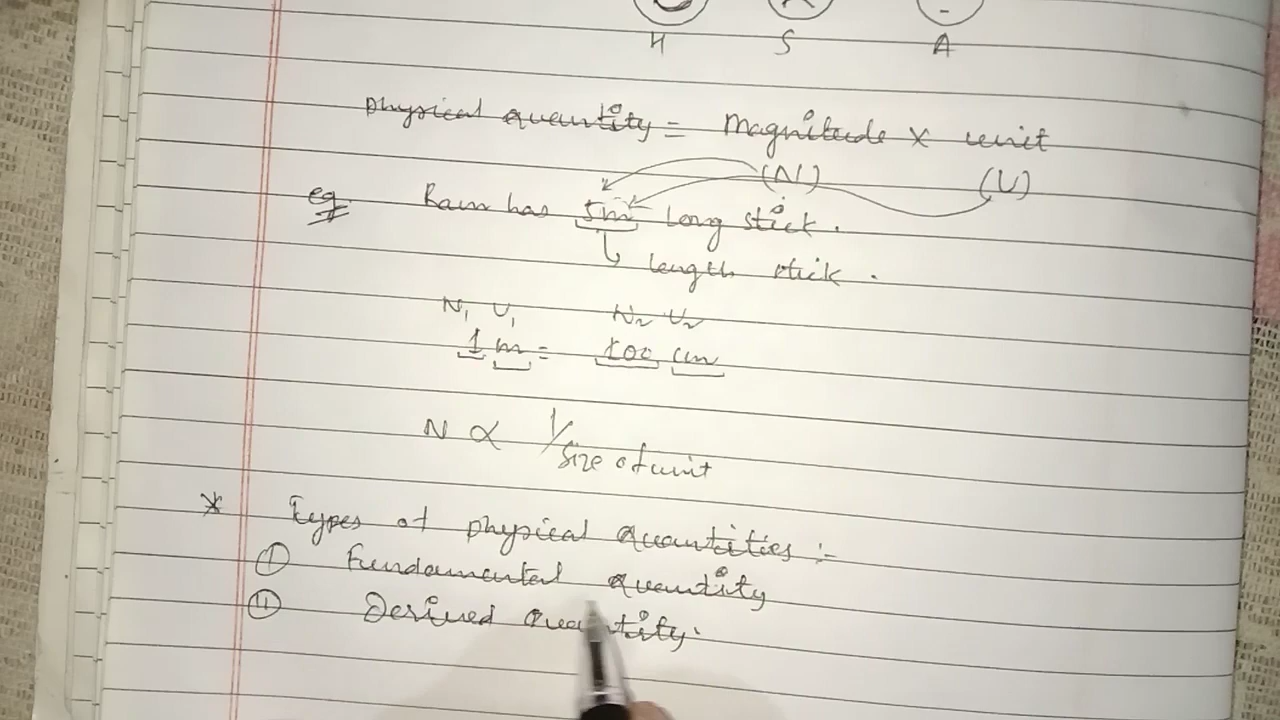 H S A
Physical quantity = Magnitude × unit
(N) (U)
eg Ram has 5m long stick.
length stick.
N₁ U₁ N₂ U₂
1 m = 100 cm
N ∝ 1/size of unit
* Types of physical Quantities :-
(I) Fundamental quantity
(II) Derived Quantity.